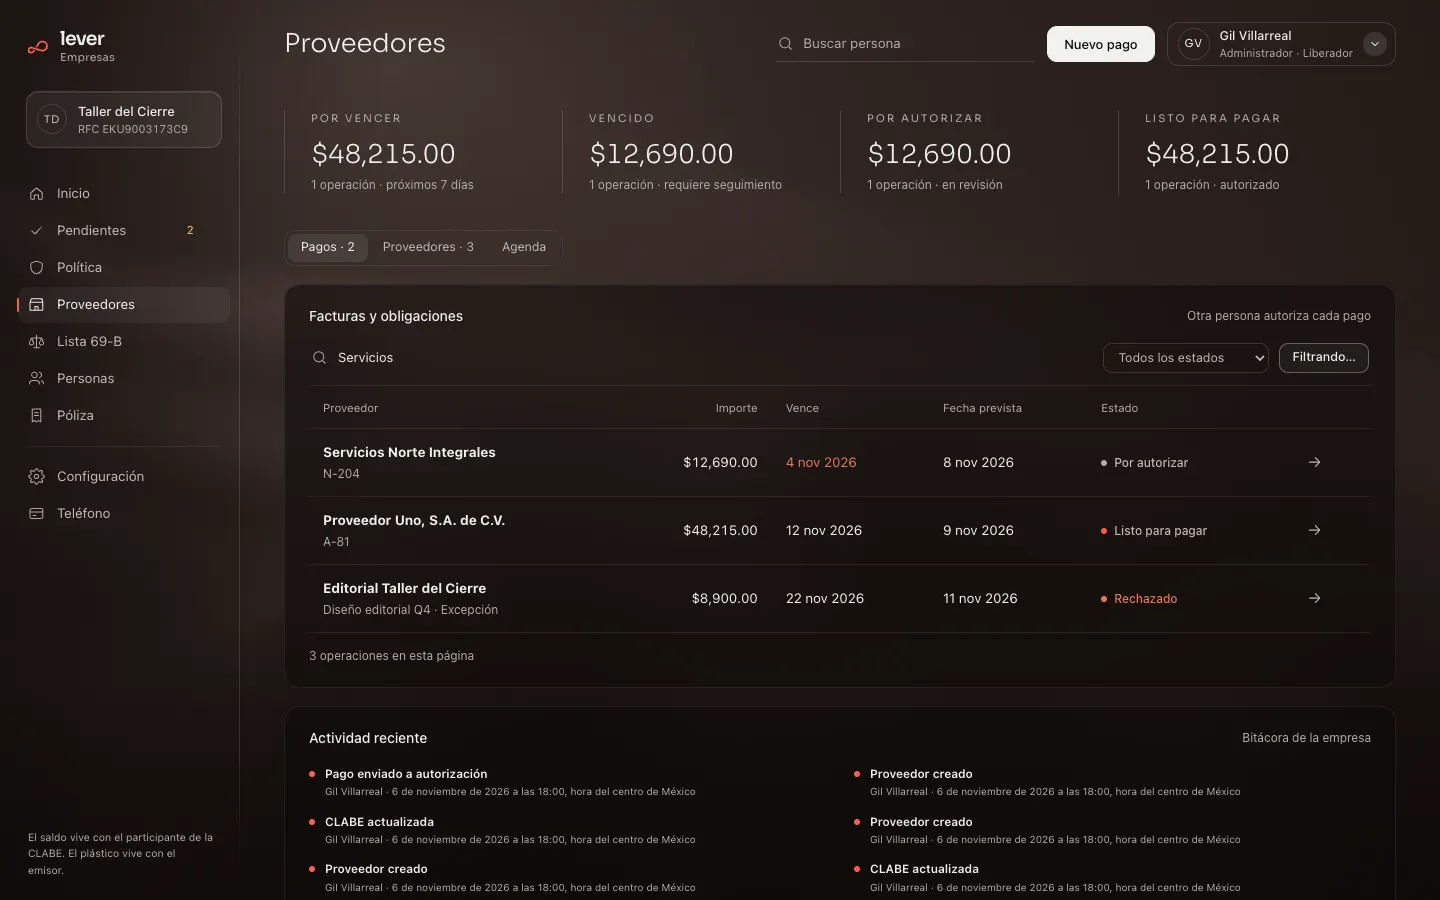 lever
Empresas
TD
Taller del Cierre
RFC EKU9003173C9
Inicio
Pendientes 2
Política
Proveedores
Lista 69-B
Personas
Póliza
Configuración
Teléfono
El saldo vive con el participante de la
CLABE. El plástico vive con el
emisor.
Proveedores
Buscar persona
Nuevo pago
GV
Gil Villarreal
Administrador · Liberador
POR VENCER
$48,215.00
1 operación · próximos 7 días
VENCIDO
$12,690.00
1 operación · requiere seguimiento
POR AUTORIZAR
$12,690.00
1 operación · en revisión
LISTO PARA PAGAR
$48,215.00
1 operación · autorizado
Pagos · 2 Proveedores · 3 Agenda
Facturas y obligaciones
Otra persona autoriza cada pago
Servicios
Todos los estados
Filtrando...
Proveedor Importe Vence Fecha prevista Estado
Servicios Norte Integrales
N-204
$12,690.00 4 nov 2026 8 nov 2026 Por autorizar
Proveedor Uno, S.A. de C.V.
A-81
$48,215.00 12 nov 2026 9 nov 2026 Listo para pagar
Editorial Taller del Cierre
Diseño editorial Q4 · Excepción
$8,900.00 22 nov 2026 11 nov 2026 Rechazado
3 operaciones en esta página
Actividad reciente
Bitácora de la empresa
Pago enviado a autorización
Gil Villarreal · 6 de noviembre de 2026 a las 18:00, hora del centro de México
Proveedor creado
Gil Villarreal · 6 de noviembre de 2026 a las 18:00, hora del centro de México
CLABE actualizada
Gil Villarreal · 6 de noviembre de 2026 a las 18:00, hora del centro de México
Proveedor creado
Gil Villarreal · 6 de noviembre de 2026 a las 18:00, hora del centro de México
Proveedor creado
Gil Villarreal · 6 de noviembre de 2026 a las 18:00, hora del centro de México
CLABE actualizada
Gil Villarreal · 6 de noviembre de 2026 a las 18:00, hora del centro de México